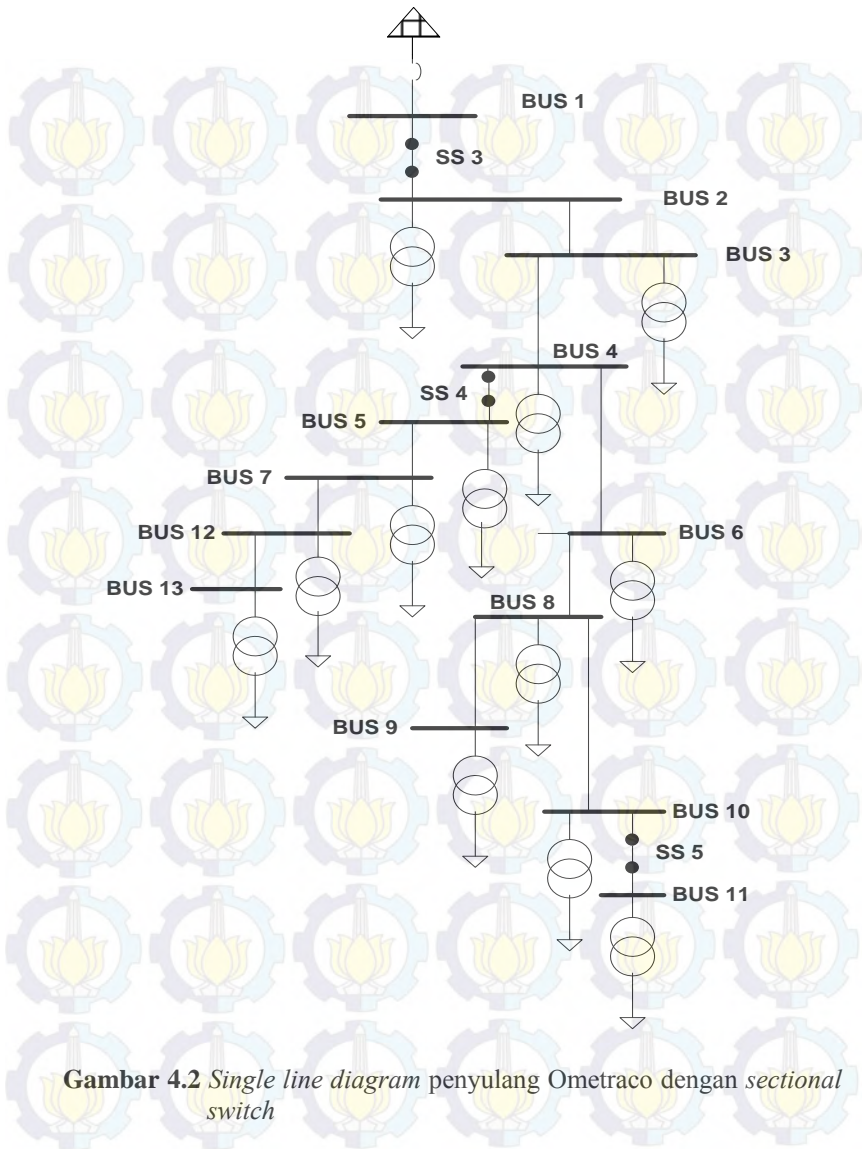 BUS 1
SS 3
BUS 2
BUS 3
BUS 4
SS 4
BUS 5
BUS 7
BUS 12
BUS 6
BUS 13
BUS 8
BUS 9
BUS 10
SS 5
BUS 11
Gambar 4.2 Single line diagram penyulang Ometraco dengan sectional
switch